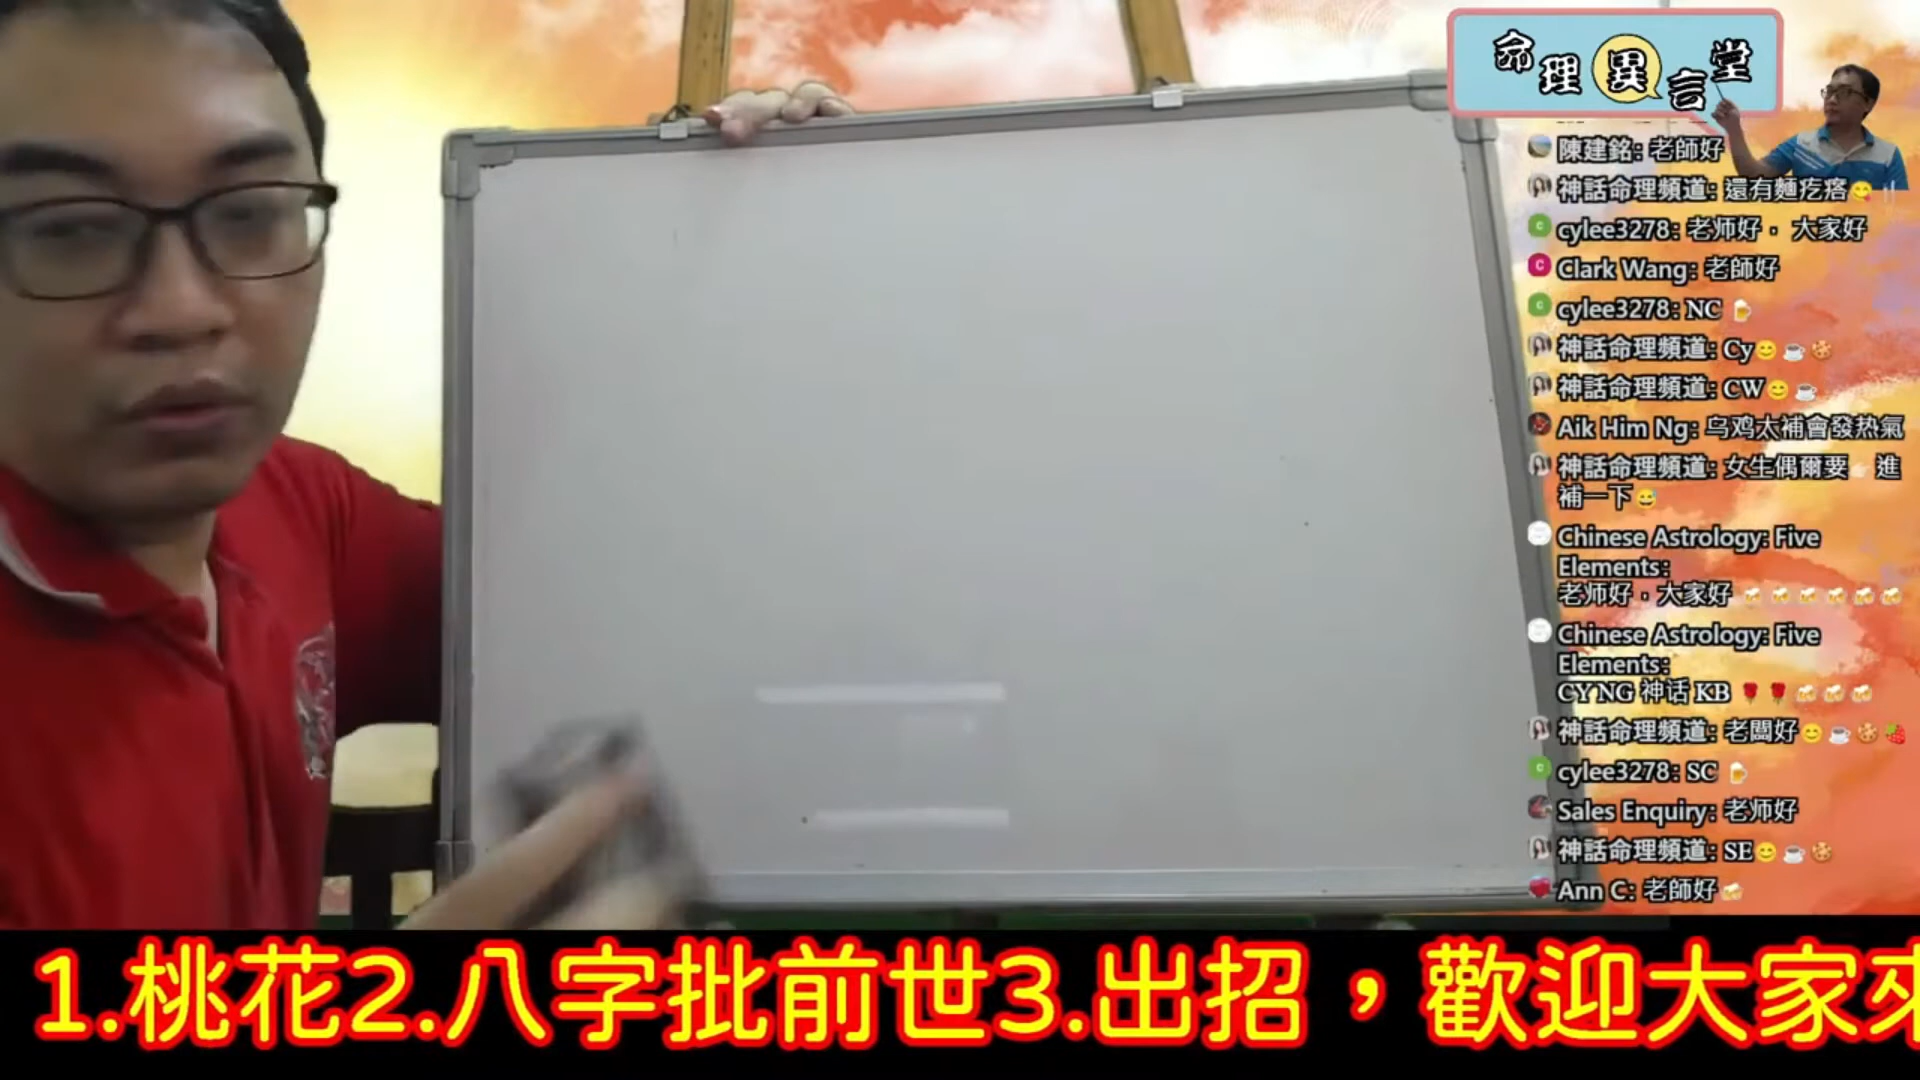 命理異言堂
陳建銘: 老師好
神話命理頻道: 還有麵疙瘩😋🍴
cylee3278: 老师好， 大家好
Clark Wang: 老師好
cylee3278: NC 🍺
神話命理頻道: Cy😊☕🍪
神話命理頻道: CW😊☕
Aik Him Ng: 乌鸡太補會發热氣
神話命理頻道: 女生偶爾要👉🏻進
補一下😅
Chinese Astrology: Five
Elements:
老师好，大家好 🍻🍻🍻🍻🍻🍻
Chinese Astrology: Five
Elements:
CY NG 神话 KB 🌹🌹🍻🍻🍻
神話命理頻道: 老闆好😊☕🍪🍓
cylee3278: SC 🍺
Sales Enquiry: 老师好
神話命理頻道: SE😊☕🍪
Ann C: 老師好🍻
1.桃花2.八字批前世3.出招，歡迎大家來